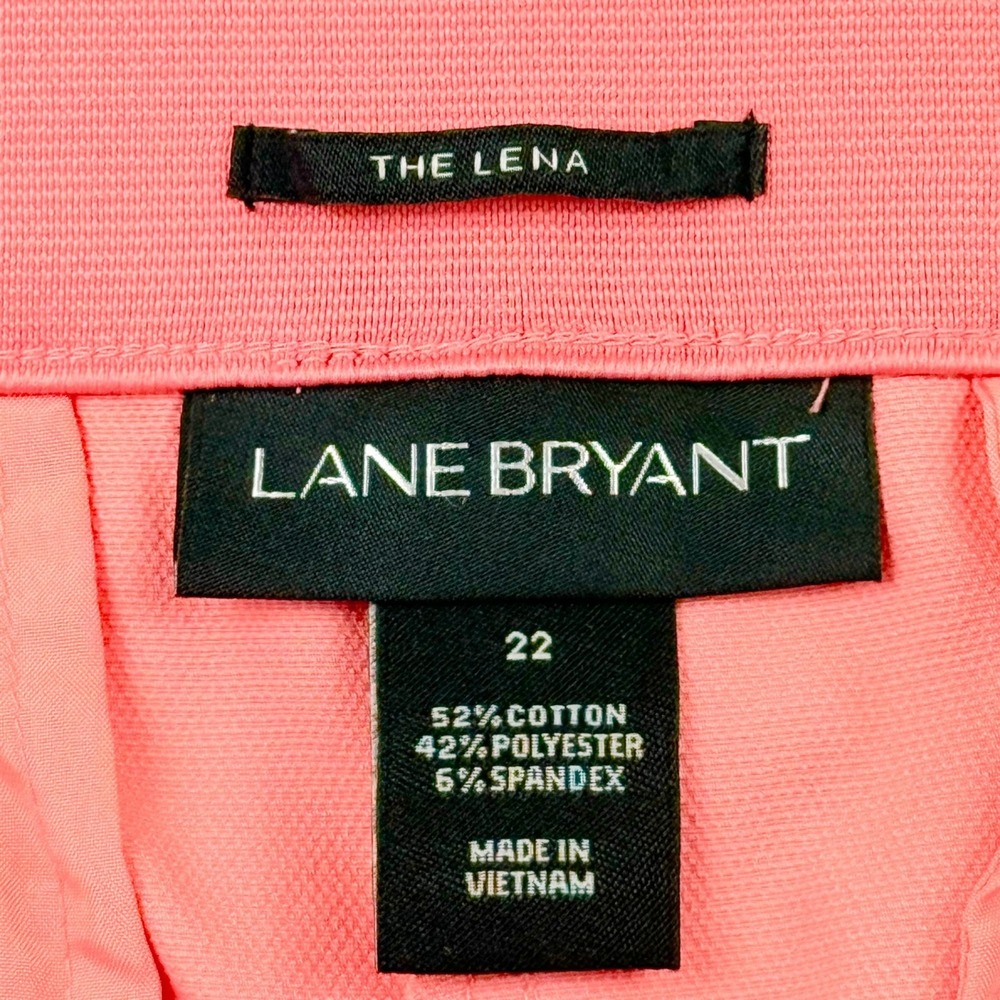 THE LENA
LANE BRYANT
22
52% COTTON
42% POLYESTER
6% SPANDEX
MADE IN
VIETNAM